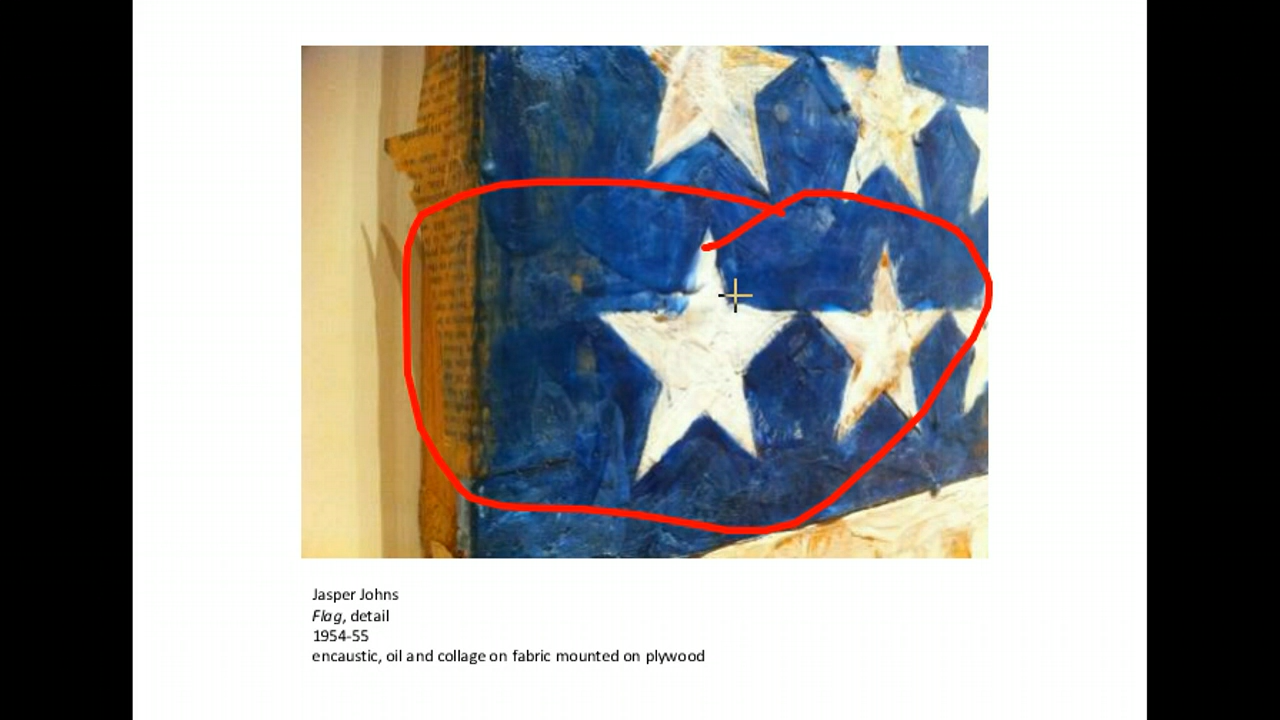 Jasper Johns
Flag, detail
1954-55
encaustic, oil and collage on fabric mounted on plywood